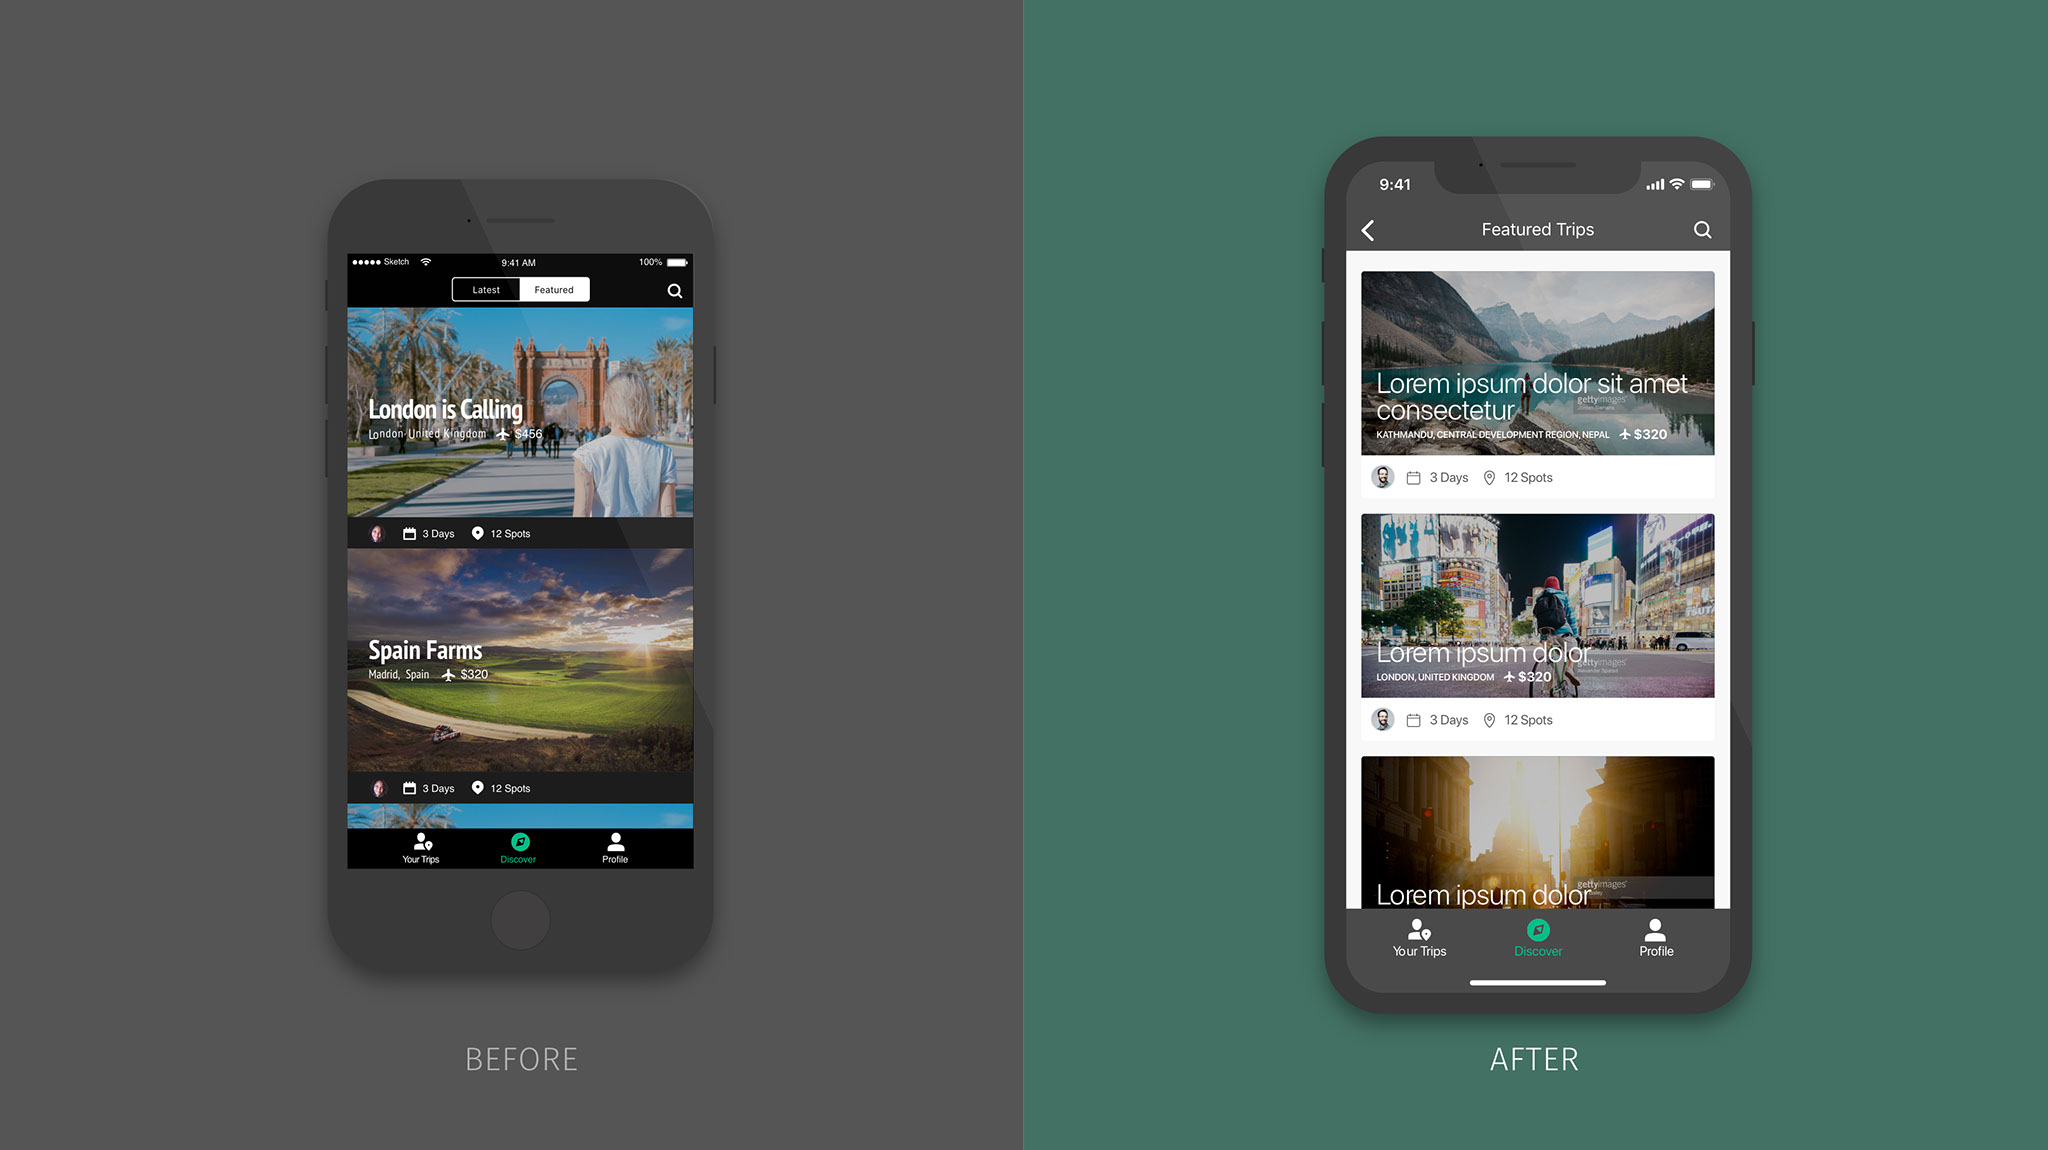 Sketch 9:41 AM 100%
Latest Featured
London is Calling
London United Kingdom $456
3 Days 12 Spots
Spain Farms
Madrid, Spain $320
3 Days 12 Spots
Your Trips Discover Profile
BEFORE
9:41
Featured Trips
Lorem ipsum dolor sit amet
consectetur
gettyimages
KATHMANDU, CENTRAL DEVELOPMENT REGION, NEPAL $320
3 Days 12 Spots
Lorem ipsum dolor
gettyimages
LONDON, UNITED KINGDOM $320
3 Days 12 Spots
gettyimages
Lorem ipsum dolor
Your Trips Discover Profile
AFTER